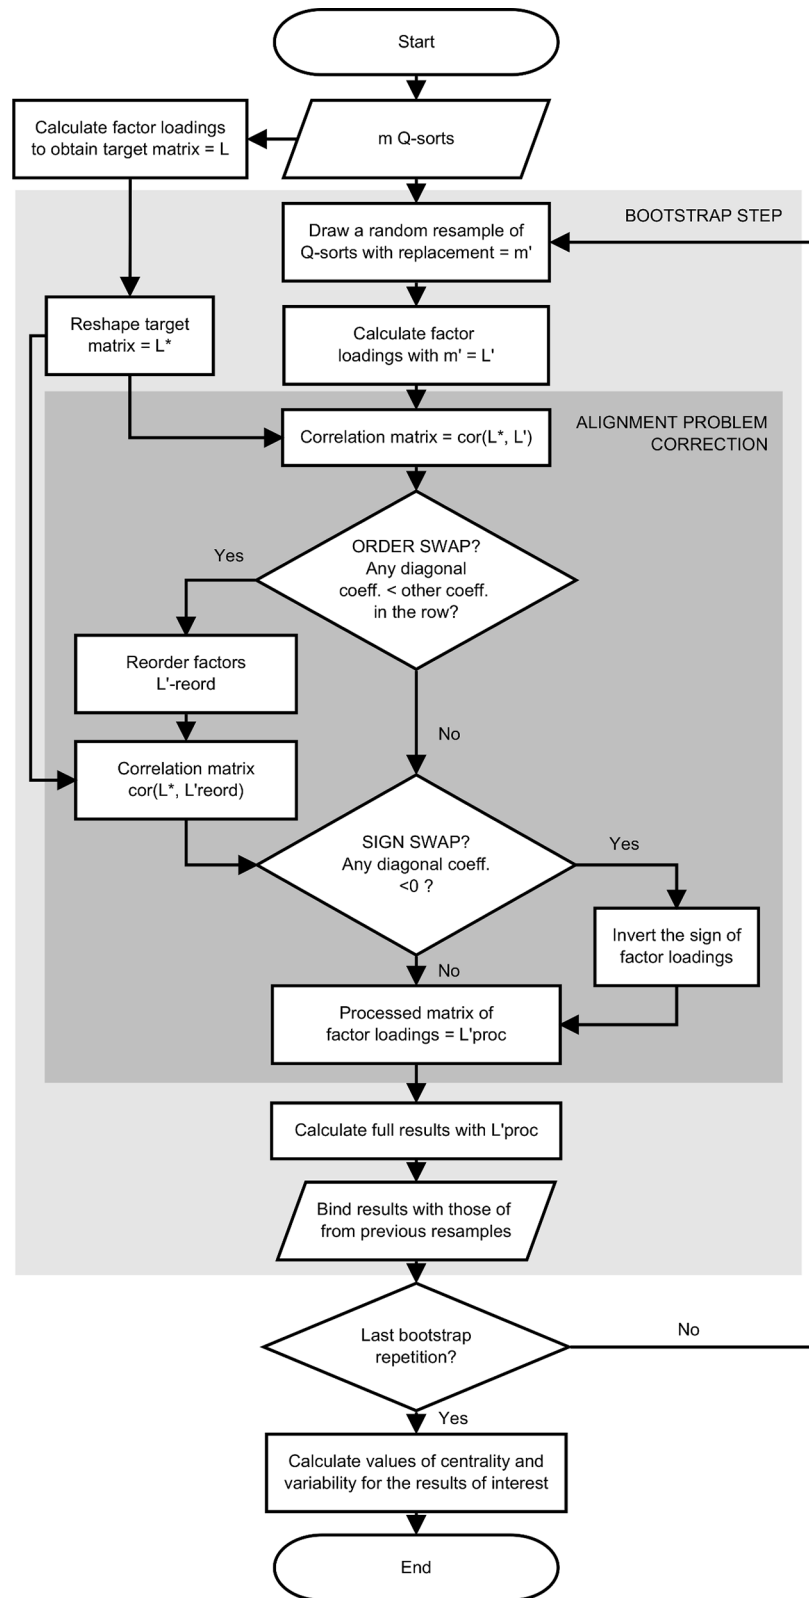 Start
Calculate factor loadings
to obtain target matrix = L
m Q-sorts
BOOTSTRAP STEP
Draw a random resample of
Q-sorts with replacement = m'
Reshape target
matrix = L*
Calculate factor
loadings with m' = L'
ALIGNMENT PROBLEM
CORRECTION
Correlation matrix = cor(L*, L')
ORDER SWAP?
Any diagonal
coeff. < other coeff.
in the row?
Yes
Reorder factors
L'-reord
No
Correlation matrix
cor(L*, L'reord)
SIGN SWAP?
Any diagonal coeff.
<0 ?
Yes
Invert the sign of
factor loadings
No
Processed matrix of
factor loadings = L'proc
Calculate full results with L'proc
Bind results with those of
from previous resamples
Last bootstrap
repetition?
No
Yes
Calculate values of centrality and
variability for the results of interest
End